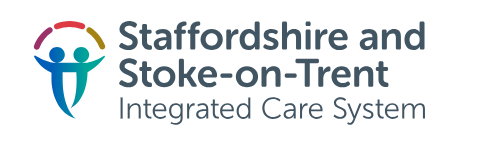 Staffordshire and
Stoke-on-Trent
Integrated Care System